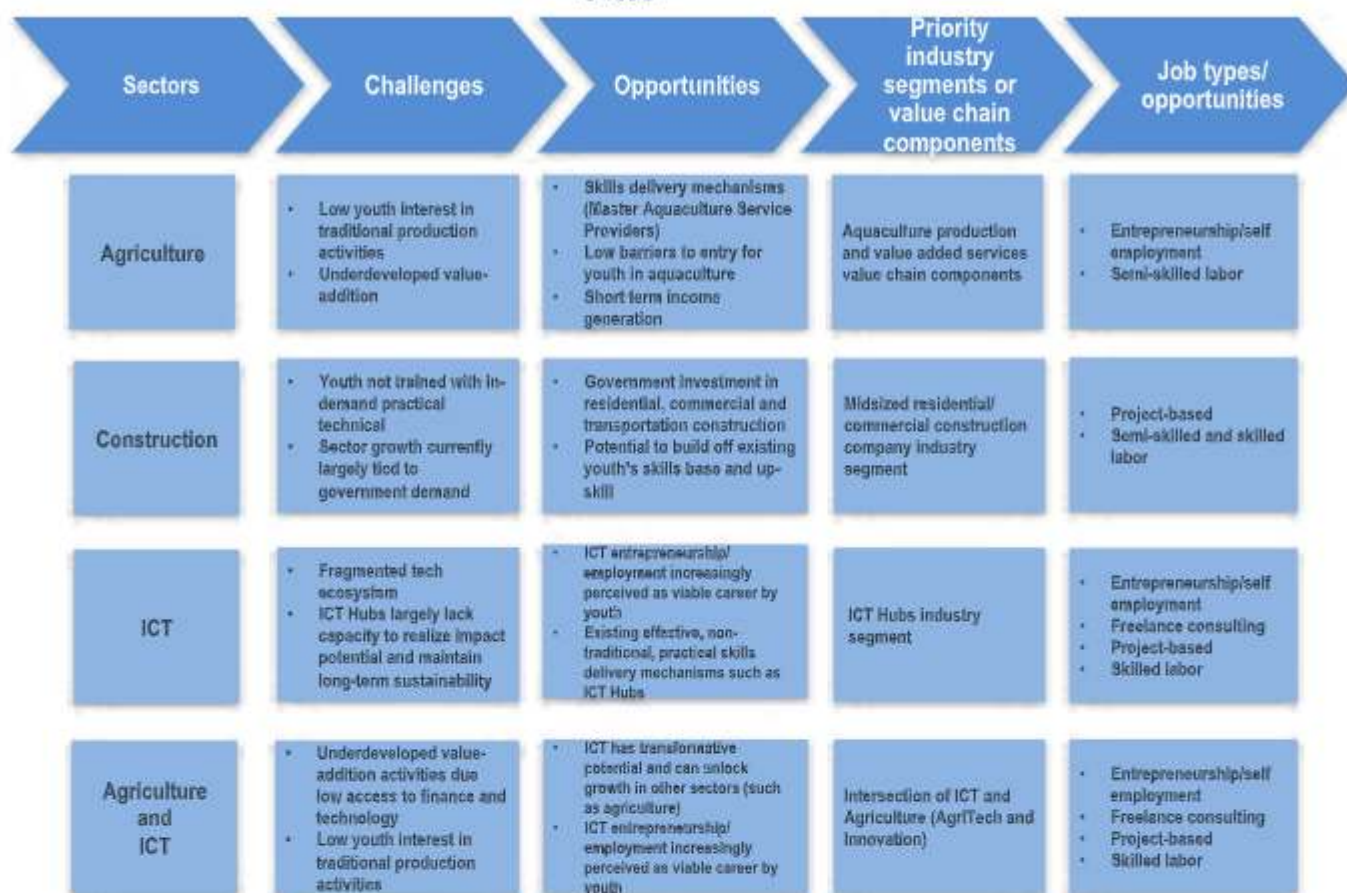 Sectors
Challenges
Opportunities
Priority
industry
segments or
value chain
components
Job types/
opportunities
Agriculture
• Low youth interest in
traditional production
activities
• Underdeveloped value-
addition
• Skills delivery mechanisms
(Master Aquaculture Service
Providers)
• Low barriers to entry for
youth in aquaculture
• Short term income
generation
Aquaculture production
and value added services
value chain components
• Entrepreneurship/self
employment
• Semi-skilled labor
Construction
• Youth not trained with in-
demand practical
technical
• Sector growth currently
largely tied to
government demand
• Government investment in
residential, commercial and
transportation construction
• Potential to build off existing
youth's skills base and up-
skill
Midsized residential/
commercial construction
company industry
segment
• Project-based
• Semi-skilled and skilled
labor
ICT
• Fragmented tech
ecosystem
• ICT Hubs largely lack
capacity to realize impact
potential and maintain
long-term sustainability
• ICT entrepreneurship/
employment increasingly
perceived as viable career by
youth
• Existing effective, non-
traditional, practical skills
delivery mechanisms such as
ICT Hubs
ICT Hubs industry
segment
• Entrepreneurship/self
employment
• Freelance consulting
• Project-based
• Skilled labor
Agriculture
and
ICT
• Underdeveloped value-
addition activities due
low access to finance and
technology
• Low youth interest in
traditional production
activities
• ICT has transformative
potential and can unlock
growth in other sectors (such
as agriculture)
• ICT entrepreneurship/
employment increasingly
perceived as viable career by
youth
Intersection of ICT and
Agriculture (AgriTech and
Innovation)
• Entrepreneurship/self
employment
• Freelance consulting
• Project-based
• Skilled labor